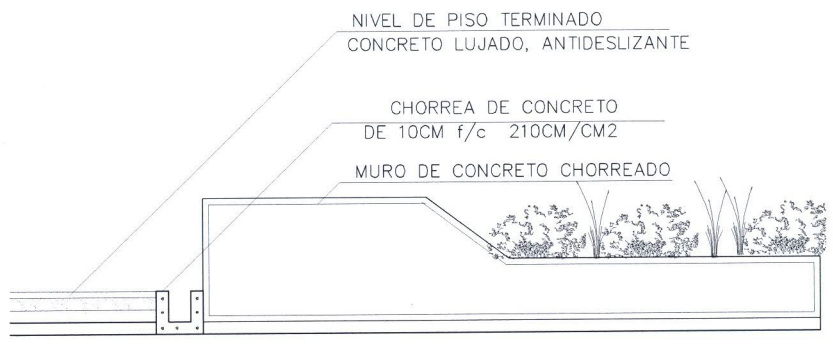 NIVEL DE PISO TERMINADO
CONCRETO LUJADO, ANTIDESLIZANTE
CHORREA DE CONCRETO
DE 10CM f/c 210CM/CM2
MURO DE CONCRETO CHORREADO